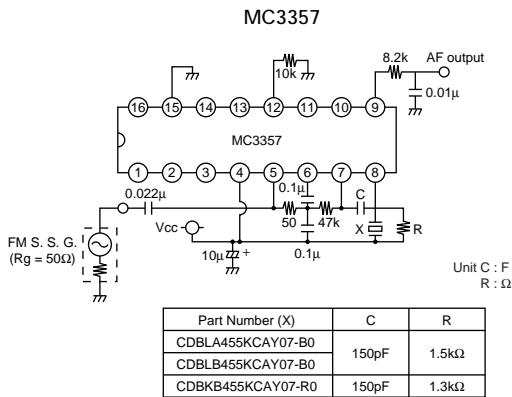 MC3357
8.2k
AF output
10k
0.01μ
16 15 14 13 12 11 10 9
MC3357
1 2 3 4 5 6 7 8
0.022μ
0.1μ
C
FM S. S. G.
(Rg = 50Ω)
Vcc
50
47k
X
R
10μ
+
0.1μ
Unit C : F
R : Ω
Part Number (X) C R
CDBLA455KCAY07-B0 150pF 1.5kΩ
CDBLB455KCAY07-B0
CDBKB455KCAY07-R0 150pF 1.3kΩ